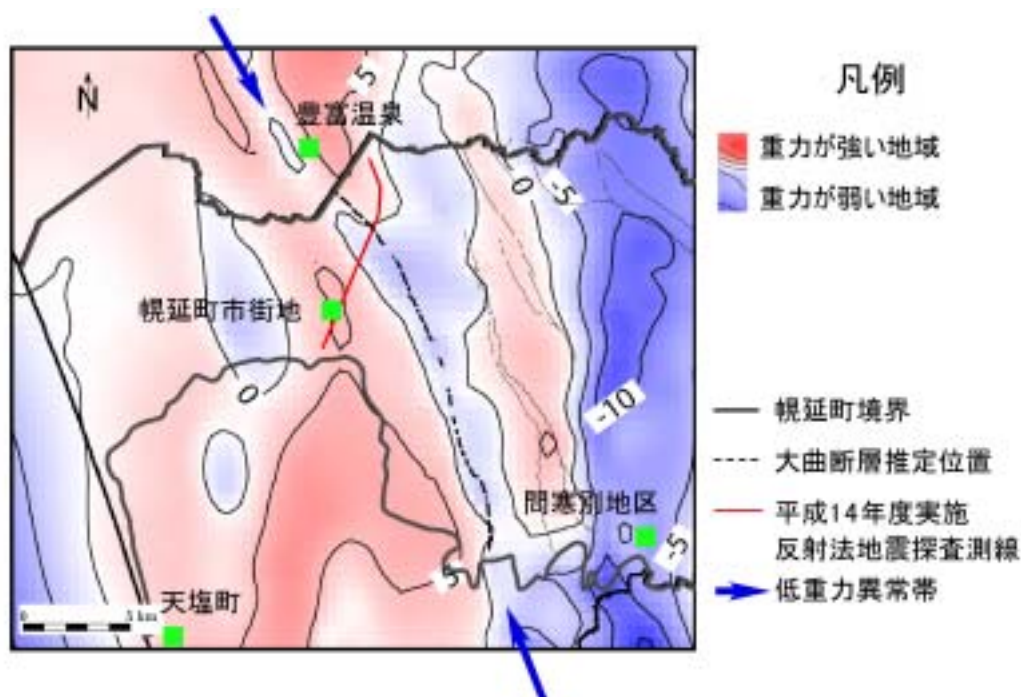 N
豊富温泉
-5
0
-5
幌延町市街地
0
-10
問寒別地区
-5
5
天塩町
0 5 km
凡例
重力が強い地域
重力が弱い地域
幌延町境界
大曲断層推定位置
平成14年度実施
反射法地震探査測線
低重力異常帯